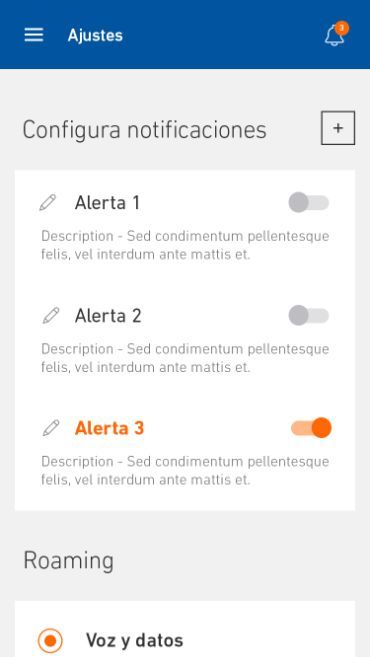 Ajustes
3
Configura notificaciones
+
Alerta 1
Description - Sed condimentum pellentesque
felis, vel interdum ante mattis et.
Alerta 2
Description - Sed condimentum pellentesque
felis, vel interdum ante mattis et.
Alerta 3
Description - Sed condimentum pellentesque
felis, vel interdum ante mattis et.
Roaming
Voz y datos